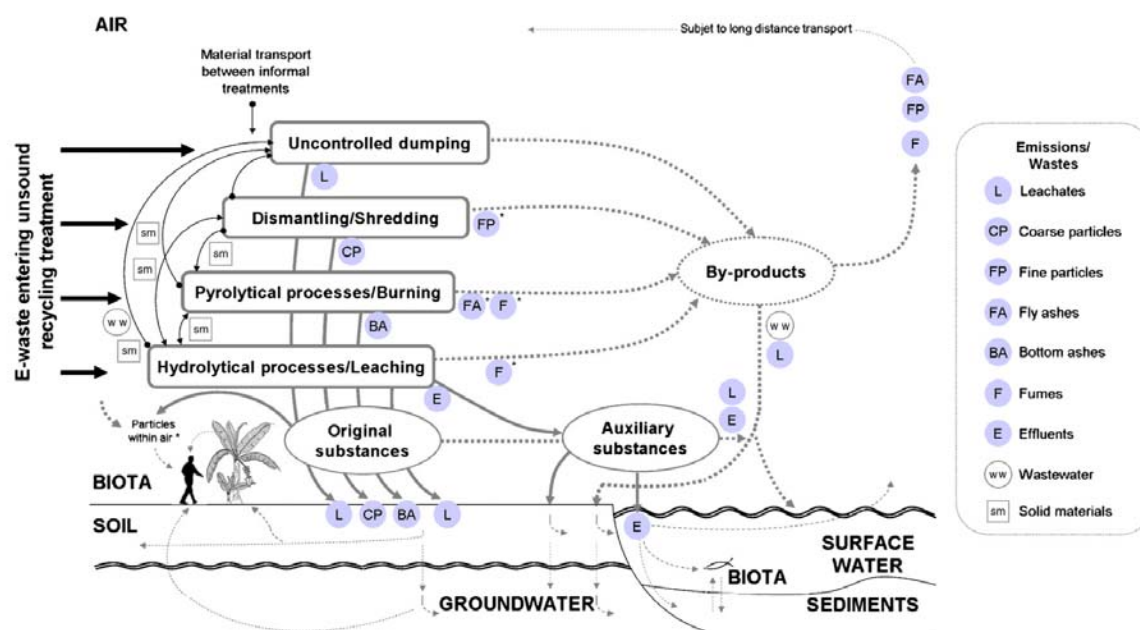 AIR
Subjet to long distance transport
Material transport
between informal
treatments
FA
FP
F
E-waste entering unsound
recycling treatment
Uncontrolled dumping
L
Dismantling/Shredding
FP*
CP
sm
sm
sm
Pyrolytical processes/Burning
FA* F*
BA
ww
sm
sm
Hydrolytical processes/Leaching
F*
E
By-products
ww
L
L
E
Particles
within air *
Original
substances
Auxiliary
substances
BIOTA
SOIL
L CP BA L
E
SURFACE
WATER
BIOTA
GROUNDWATER
SEDIMENTS
Emissions/
Wastes
L Leachates
CP Coarse particles
FP Fine particles
FA Fly ashes
BA Bottom ashes
F Fumes
E Effluents
ww Wastewater
sm Solid materials